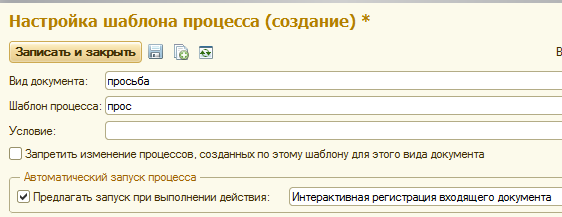 Настройка шаблона процесса (создание) *
Записать и закрыть
В
Вид документа: просьба
Шаблон процесса: прос
Условие:
Запретить изменение процессов, созданных по этому шаблону для этого вида документа
Автоматический запуск процесса
Предлагать запуск при выполнении действия: Интерактивная регистрация входящего документа